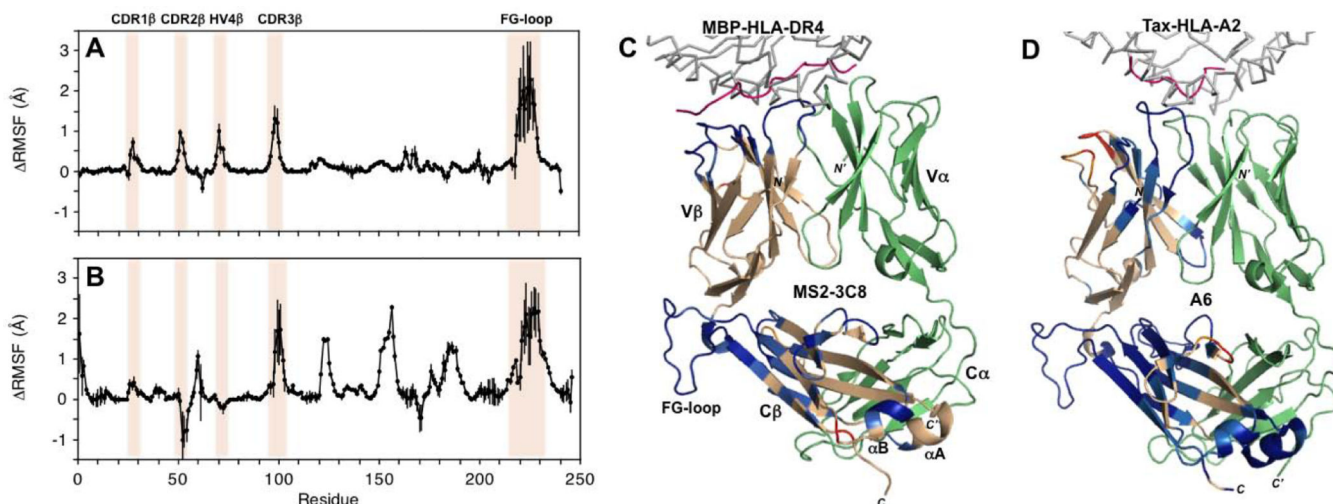 CDR1β CDR2β HV4β CDR3β FG-loop
A
3
2
1
0
-1
ΔRMSF (Å)
B
3
2
1
0
-1
ΔRMSF (Å)
0 50 100 150 200 250
Residue
C
MBP-HLA-DR4
N'
Vα
N
Vβ
MS2-3C8
Cα
FG-loop
Cβ
C'
αB
αA
C
D
Tax-HLA-A2
N'
N
A6
C
C'